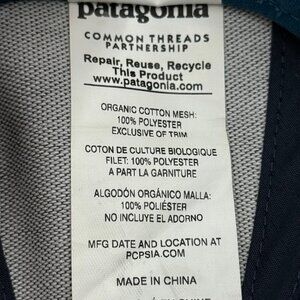 patagonia
COMMON THREADS
PARTNERSHIP
Repair, Reuse, Recycle
This Product
www.patagonia.com
ORGANIC COTTON MESH:
100% POLYESTER
EXCLUSIVE OF TRIM
COTON DE CULTURE BIOLOGIQUE
FILET: 100% POLYESTER
A PART LA GARNITURE
ALGODÓN ORGÁNICO MALLA:
100% POLIÉSTER
NO INCLUYE EL ADORNO
MFG DATE AND LOCATION AT
PCPSIA.COM
MADE IN CHINA